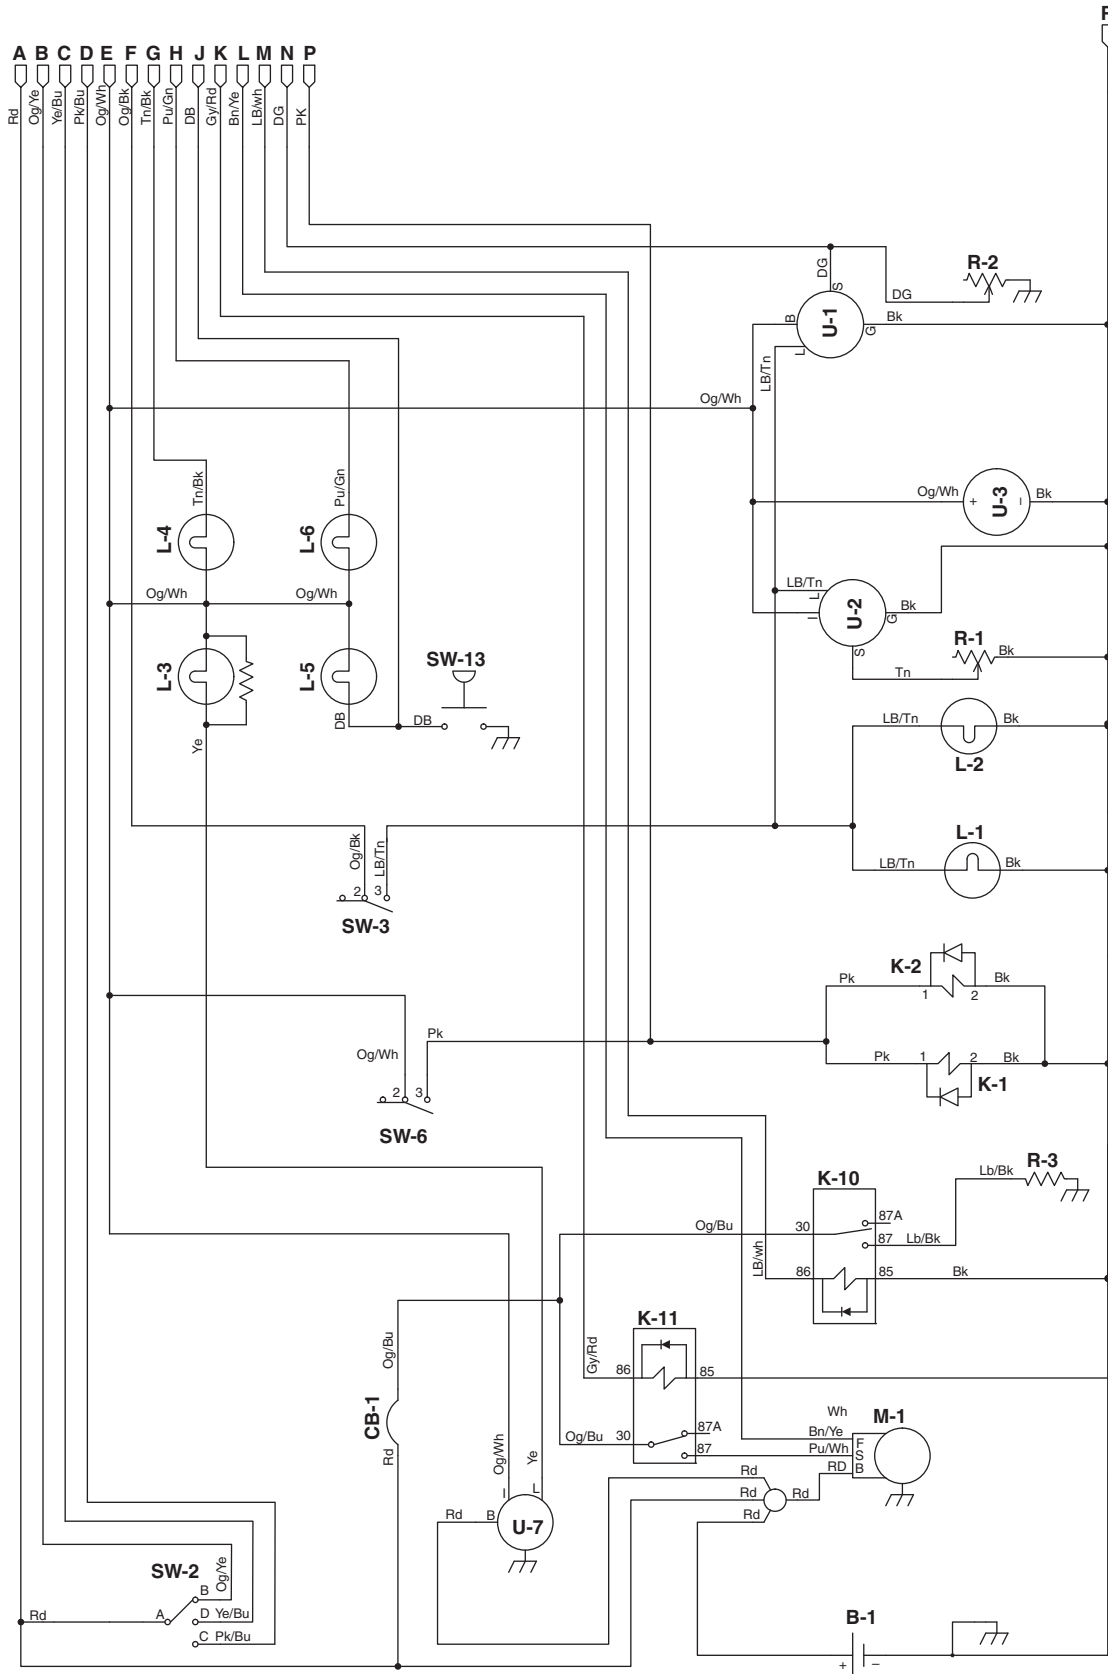 A B C D E F G H J K L M N P
Rd
Og/Ye
Ye/Bu
Pk/Bu
Og/Wh
Og/Bk
Tn/Bk
Pu/Gn
DB
Gy/Rd
Bn/Ye
LB/wh
DG
PK
DG
S
R-2
DG
B
U-1
G
Bk
L
LB/Tn
Og/Wh
Tn/Bk
Pu/Gn
Og/Wh
+
U-3
–
Bk
L-4
L-6
Og/Wh
Og/Wh
LB/Tn
L
I
U-2
G
Bk
S
R-1
Bk
Tn
L-3
L-5
SW-13
DB
DB
Ye
LB/Tn
Bk
L-2
Og/Bk
LB/Tn
L-1
LB/Tn
Bk
2 3
SW-3
K-2
Pk
1
2
Bk
Pk
Og/Wh
Pk
1
2
Bk
K-1
2 3
SW-6
R-3
Lb/Bk
K-10
Og/Bu
30
87A
87
Lb/Bk
LB/wh
86
85
Bk
K-11
Og/Bu
Gy/Rd
86
85
CB-1
Wh
M-1
87A
Og/Bu
30
87
Bn/Ye
F
Pu/Wh
S
RD
B
Rd
Og/Wh
Ye
Rd
Rd
Rd
Rd
I
L
Rd
B
U-7
SW-2
Og/Ye
B
Rd
A
D
Ye/Bu
C
Pk/Bu
B-1
+
–